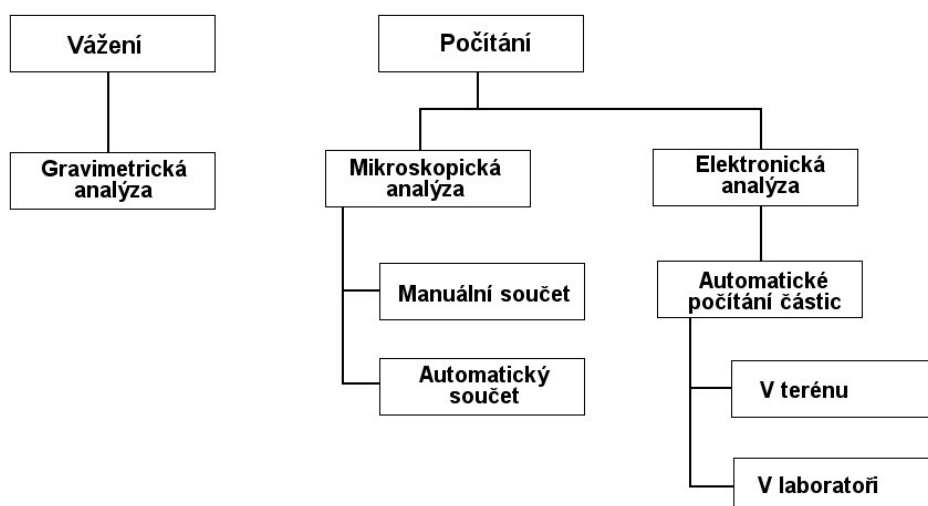 Vážení
Počítání
Gravimetrická
analýza
Mikroskopická
analýza
Elektronická
analýza
Manuální součet
Automatický
součet
Automatické
počítání částic
V terénu
V laboratoři